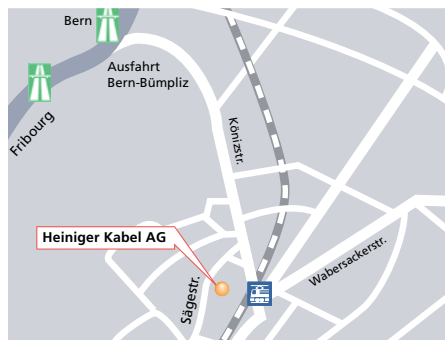 Bern
Ausfahrt
Bern-Bümpliz
Fribourg
Könizstr.
Heiniger Kabel AG
Wabersackerstr.
Sägestr.